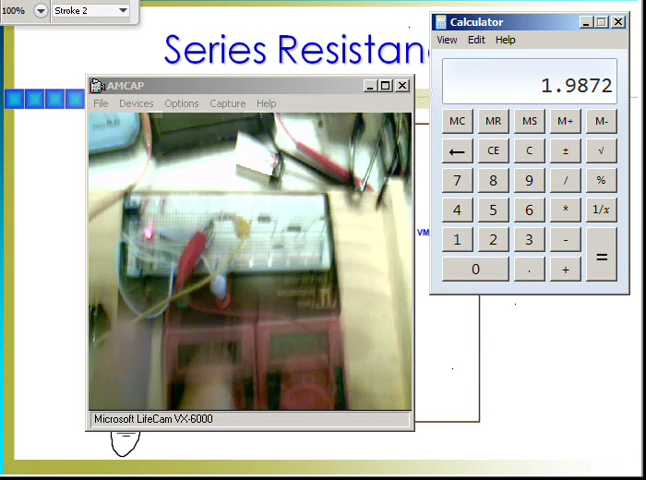 100%
Stroke 2
Series Resistan
AMCAP
File Devices Options Capture Help
Microsoft LifeCam VX-6000
VM
Calculator
View Edit Help
1.9872
MC MR MS M+ M-
← CE C ± √
7 8 9 / %
4 5 6 * 1/x
1 2 3 - =
0 . +